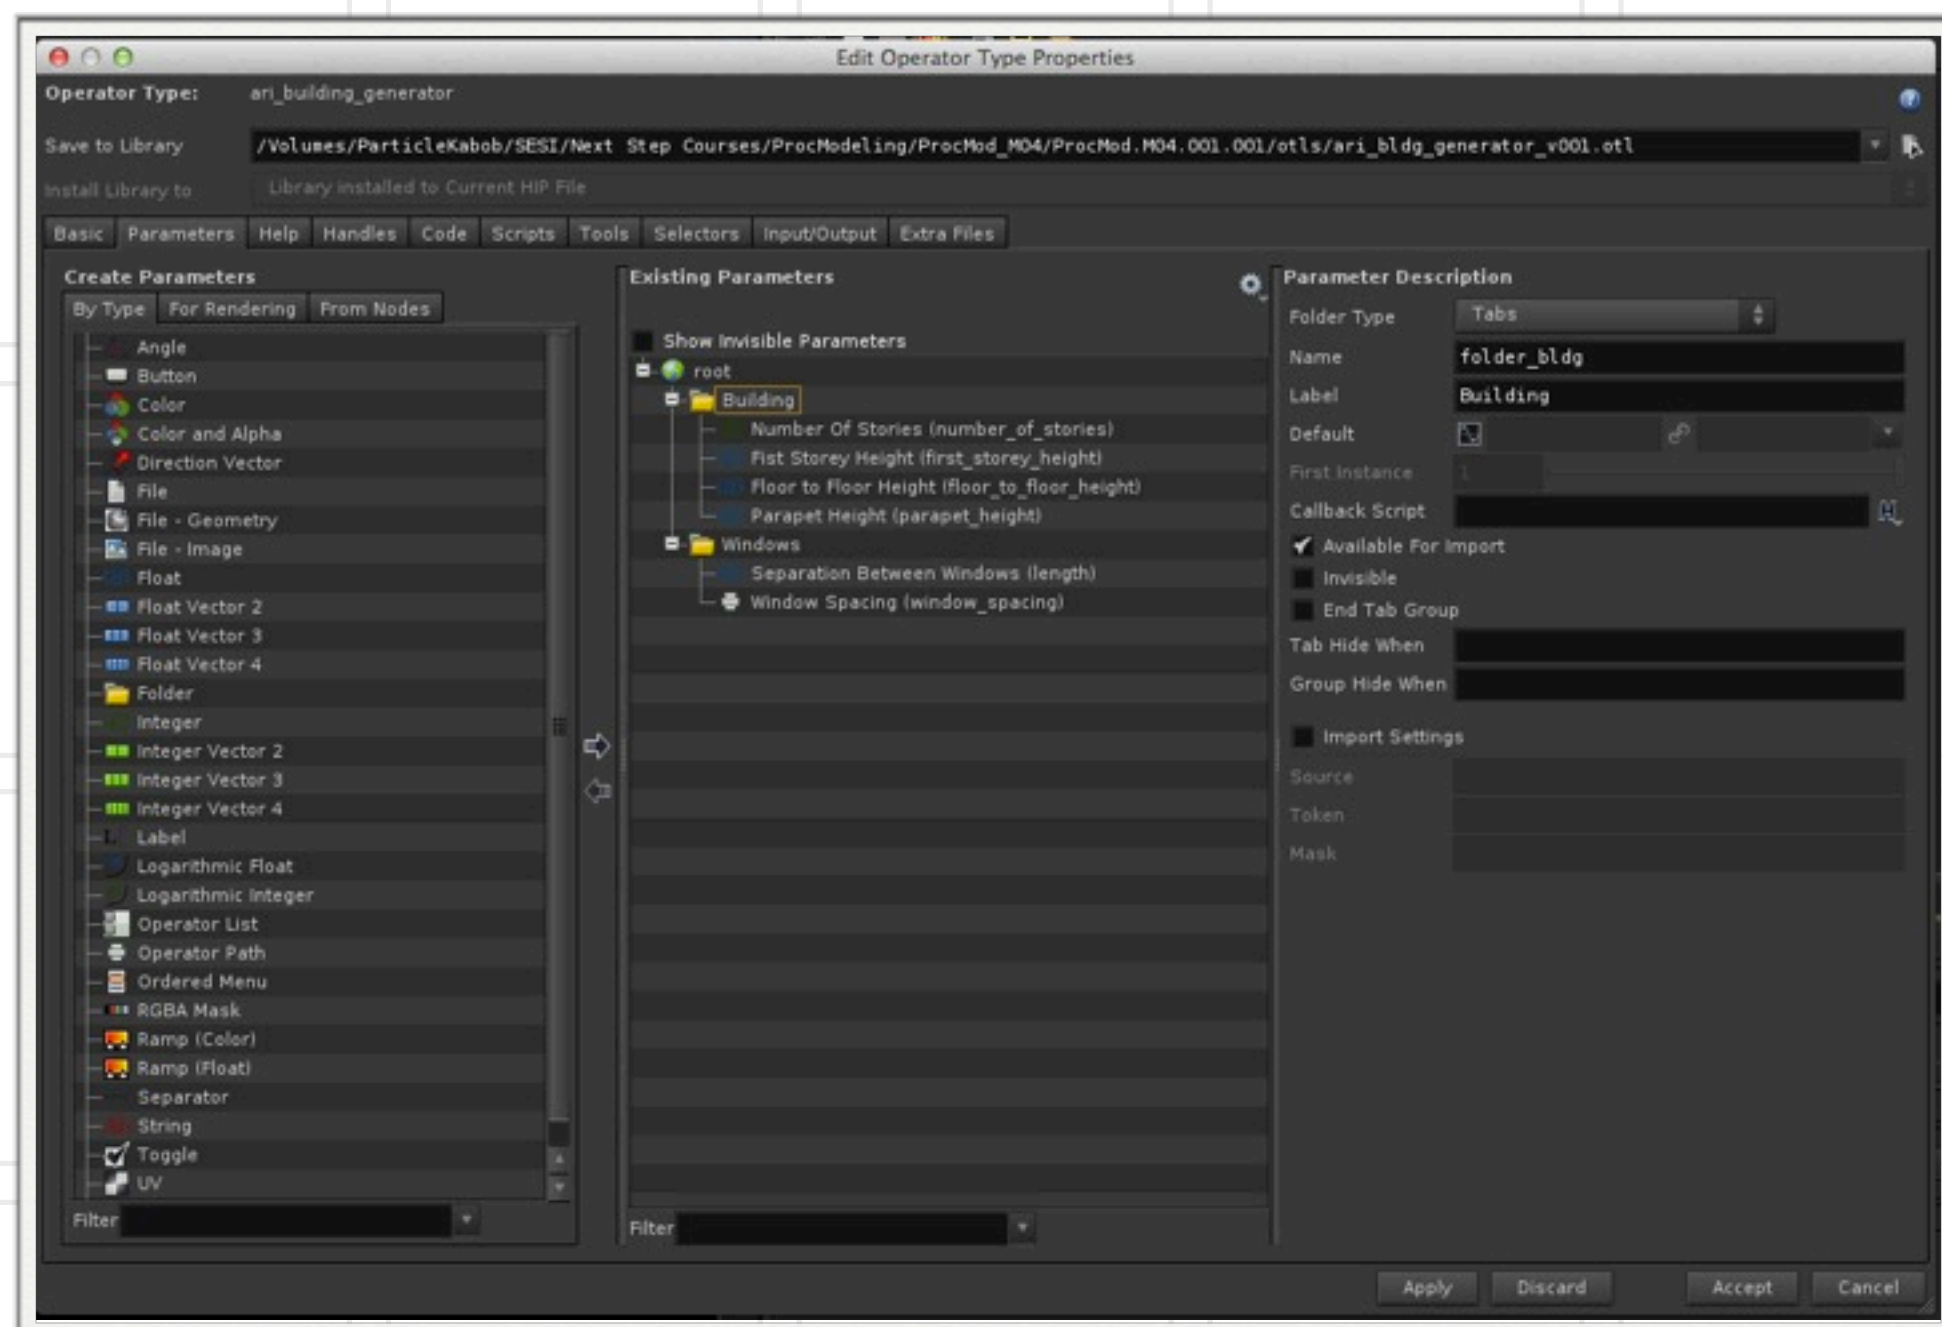 Edit Operator Type Properties
Operator Type: ari_building_generator
Save to Library /Volumes/ParticleKabob/SESI/Next Step Courses/ProcModeling/ProcMod_M04/ProcMod.M04.001.001/otls/ari_bldg_generator_v001.otl
Install Library to Library installed to Current HIP File
Basic Parameters Help Handles Code Scripts Tools Selectors Input/Output Extra Files
Create Parameters
By Type For Rendering From Nodes
Angle
Button
Color
Color and Alpha
Direction Vector
File
File - Geometry
File - Image
Float
Float Vector 2
Float Vector 3
Float Vector 4
Folder
Integer
Integer Vector 2
Integer Vector 3
Integer Vector 4
Label
Logarithmic Float
Logarithmic Integer
Operator List
Operator Path
Ordered Menu
RGBA Mask
Ramp (Color)
Ramp (Float)
Separator
String
Toggle
UV
Filter
Existing Parameters
Show Invisible Parameters
root
Building
Number Of Stories (number_of_stories)
Fist Storey Height (first_storey_height)
Floor to Floor Height (floor_to_floor_height)
Parapet Height (parapet_height)
Windows
Separation Between Windows (length)
Window Spacing (window_spacing)
Filter
Parameter Description
Folder Type Tabs
Name folder_bldg
Label Building
Default
First Instance 1
Callback Script
Available For Import
Invisible
End Tab Group
Tab Hide When
Group Hide When
Import Settings
Source
Token
Mask
Apply Discard Accept Cancel